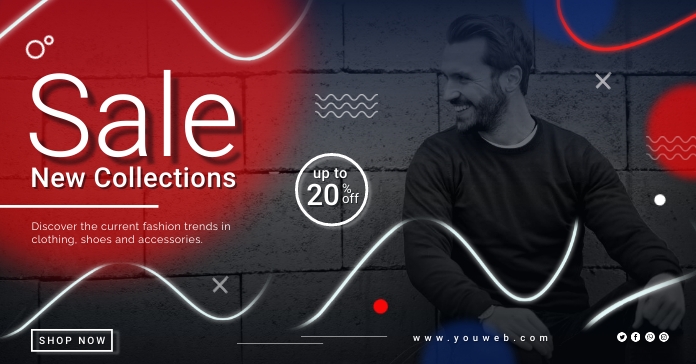 Sale
New Collections
Discover the current fashion trends in
clothing, shoes and accessories.
up to
20% off
SHOP NOW
www.youweb.com